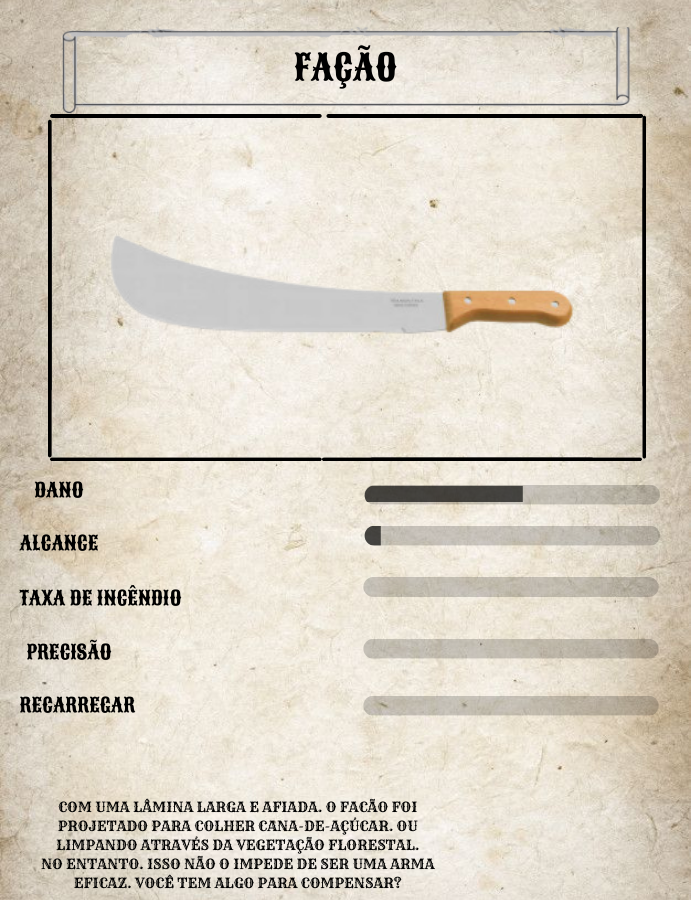 FAÇÃO
DANO
ALCANCE
TAXA DE INCÊNDIO
PRECISÃO
RECARREGAR
COM UMA LÂMINA LARGA E AFIADA. O FACÃO FOI
PROJETADO PARA COLHER CANA-DE-AÇÚCAR. OU
LIMPANDO ATRAVÉS DA VEGETAÇÃO FLORESTAL.
NO ENTANTO. ISSO NÃO O IMPEDE DE SER UMA ARMA
EFICAZ. VOCÊ TEM ALGO PARA COMPENSAR?